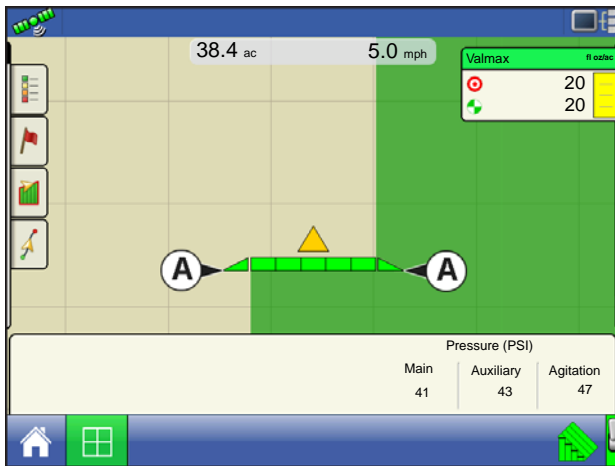 38.4 ac 5.0 mph
Valmax fl oz/ac
20
20
A A
Pressure (PSI)
Main Auxiliary Agitation
41 43 47